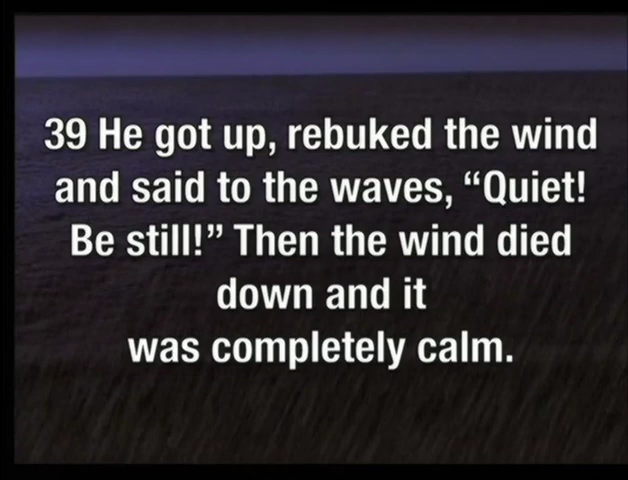 39 He got up, rebuked the wind
and said to the waves, “Quiet!
Be still!” Then the wind died
down and it
was completely calm.